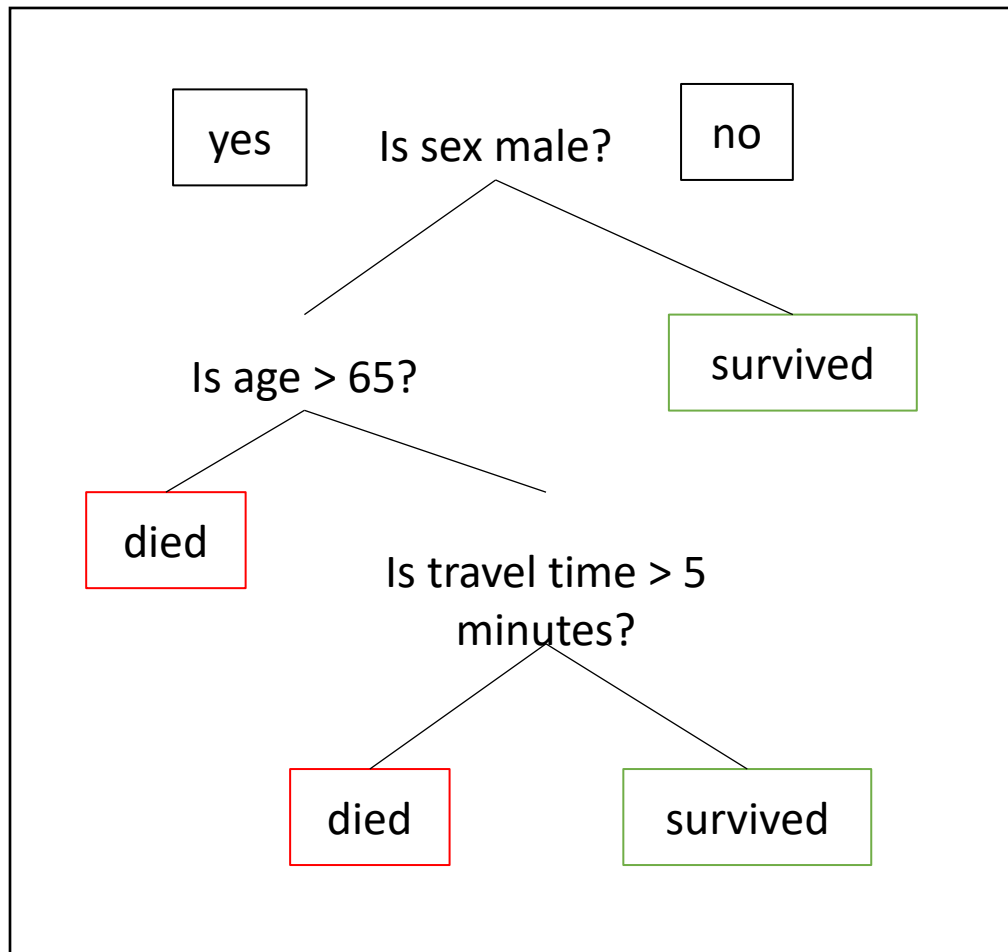 yes
Is sex male?
no
Is age > 65?
survived
died
Is travel time > 5
minutes?
died
survived